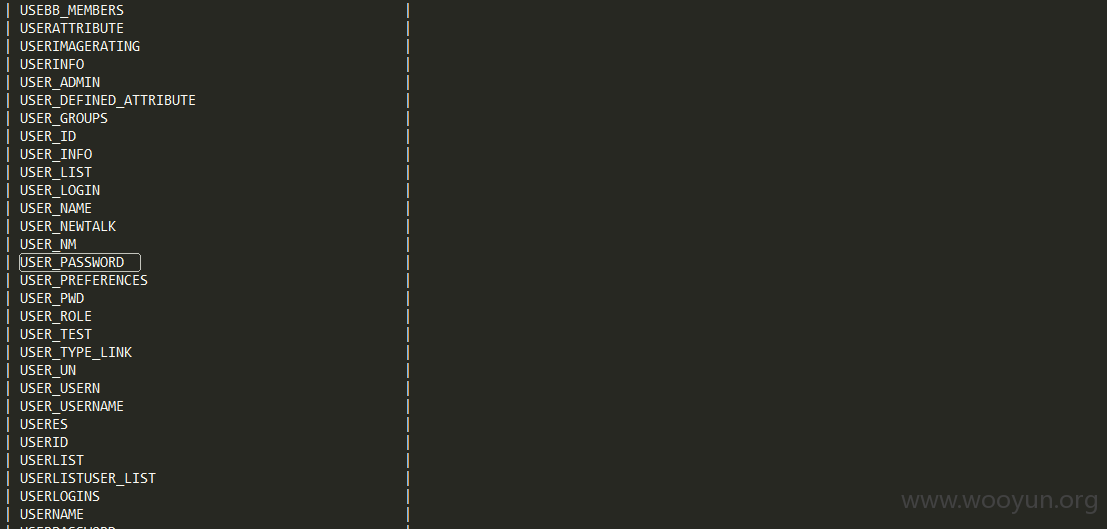 | USEBB_MEMBERS |
| USERATTRIBUTE |
| USERIMAGERATING |
| USERINFO |
| USER_ADMIN |
| USER_DEFINED_ATTRIBUTE |
| USER_GROUPS |
| USER_ID |
| USER_INFO |
| USER_LIST |
| USER_LOGIN |
| USER_NAME |
| USER_NEWTALK |
| USER_NM |
| USER_PASSWORD |
| USER_PREFERENCES |
| USER_PWD |
| USER_ROLE |
| USER_TEST |
| USER_TYPE_LINK |
| USER_UN |
| USER_USERN |
| USER_USERNAME |
| USERES |
| USERID |
| USERLIST |
| USERLISTUSER_LIST |
| USERLOGINS |
| USERNAME |
www.wooyun.org